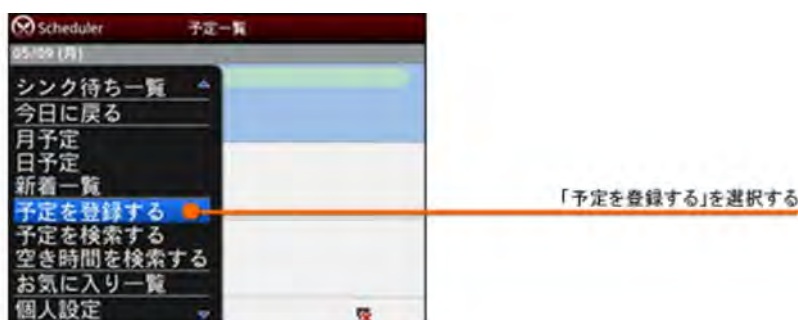 Scheduler 予定一覧
05/09 (月)
シンク待ち一覧
今日に戻る
月予定
日予定
新着一覧
予定を登録する
「予定を登録する」を選択する
予定を検索する
空き時間を検索する
お気に入り一覧
個人設定